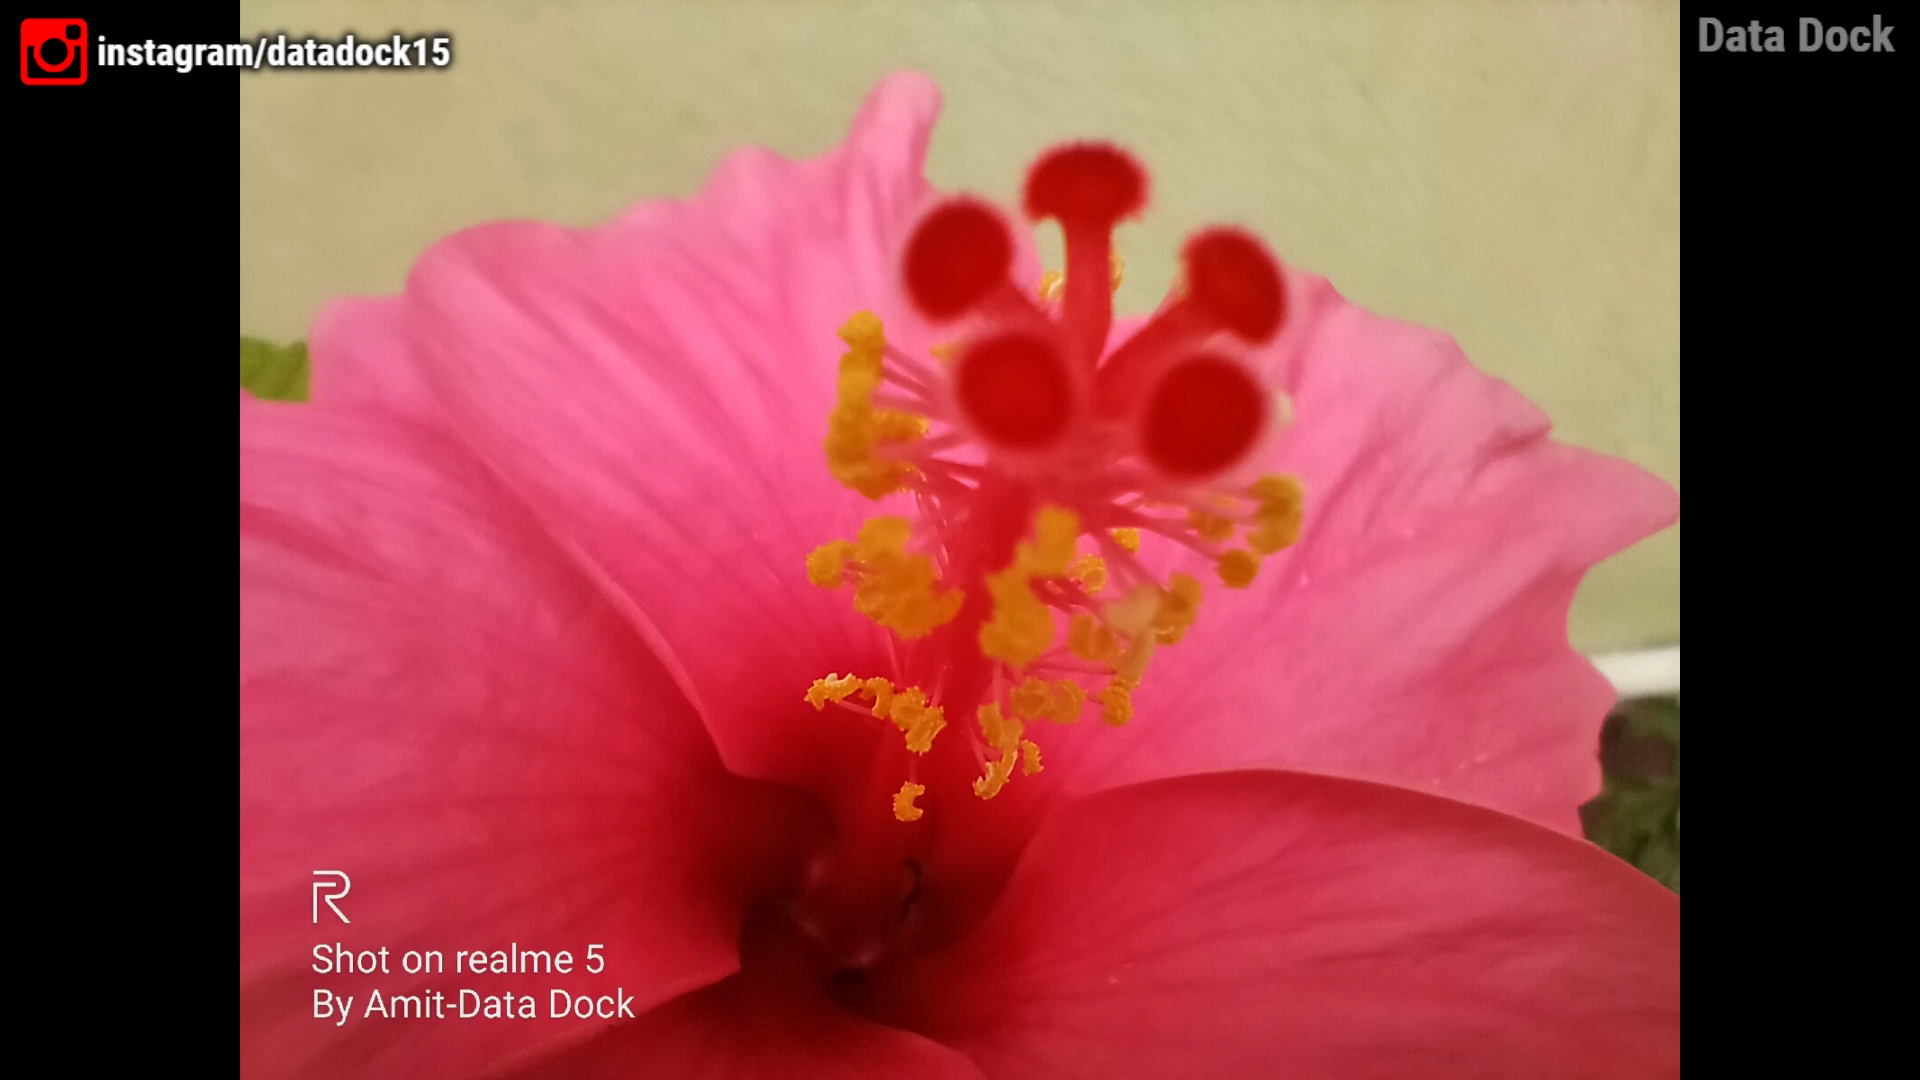 instagram/datadock15
Data Dock
R
Shot on realme 5
By Amit-Data Dock